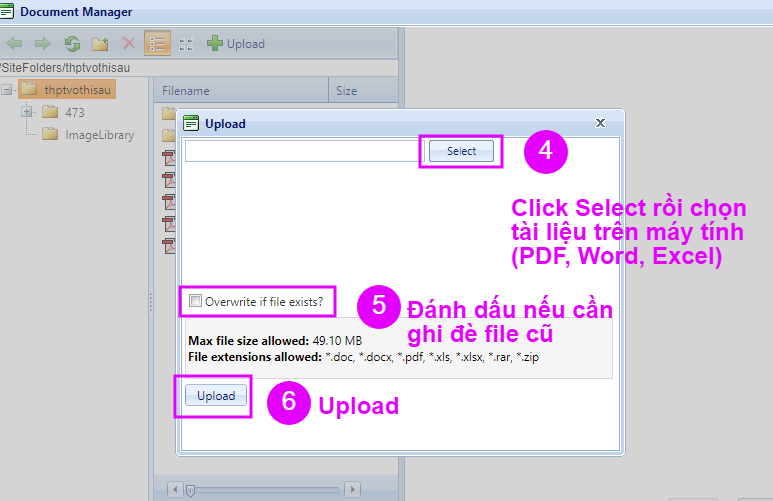 Document Manager
Upload
/SiteFolders/thptvothisau
thptvothisau
Filename
Size
473
ImageLibrary
Upload
x
Select
4
Click Select rồi chọn
tài liệu trên máy tính
(PDF, Word, Excel)
Overwrite if file exists?
5
Đánh dấu nếu cần
ghi đè file cũ
Max file size allowed: 49.10 MB
File extensions allowed: *.doc, *.docx, *.pdf, *.xls, *.xlsx, *.rar, *.zip
Upload
6
Upload